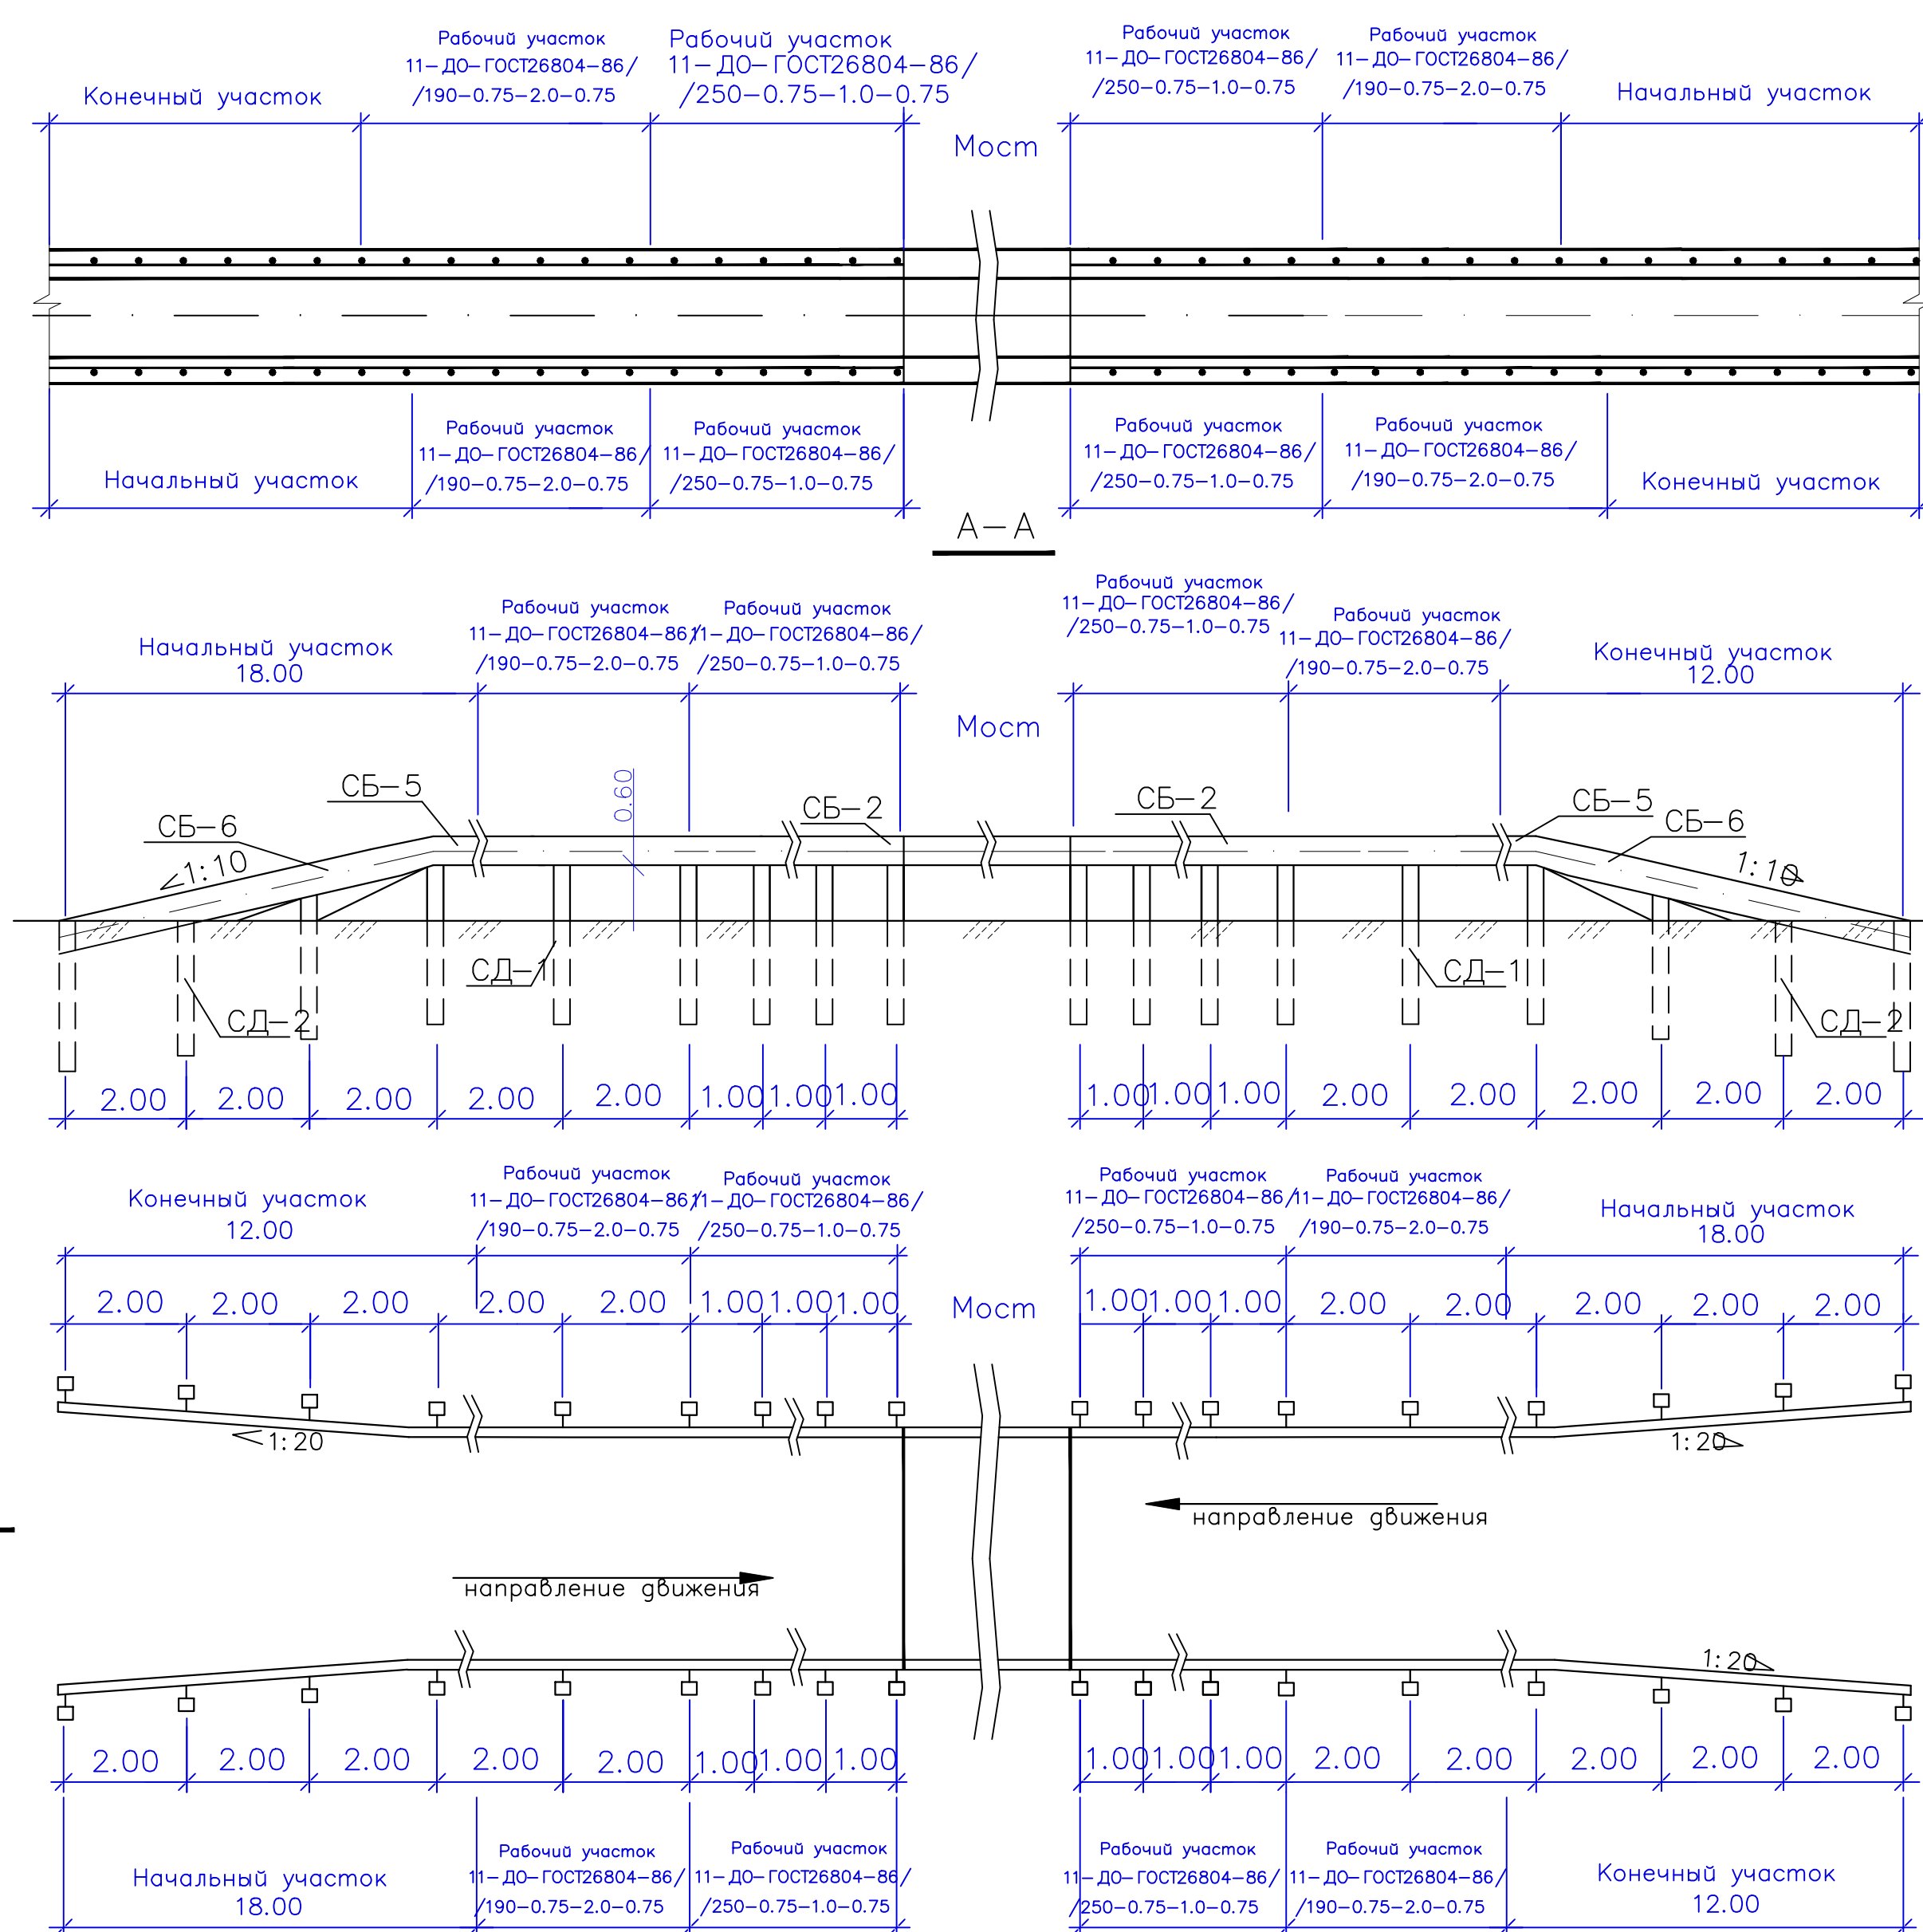 Конечный участок
Рабочий участок
11-ДО-ГОСТ26804-86/
/190-0.75-2.0-0.75
Рабочий участок
11-ДО-ГОСТ26804-86/
/250-0.75-1.0-0.75
Мост
Рабочий участок
11-ДО-ГОСТ26804-86/
/250-0.75-1.0-0.75
Рабочий участок
11-ДО-ГОСТ26804-86/
/190-0.75-2.0-0.75
Начальный участок
Начальный участок
Рабочий участок
11-ДО-ГОСТ26804-86/
/190-0.75-2.0-0.75
Рабочий участок
11-ДО-ГОСТ26804-86/
/250-0.75-1.0-0.75
Рабочий участок
11-ДО-ГОСТ26804-86/
/250-0.75-1.0-0.75
Рабочий участок
11-ДО-ГОСТ26804-86/
/190-0.75-2.0-0.75
Конечный участок
А-А
Начальный участок
18.00
Рабочий участок
11-ДО-ГОСТ26804-86/
/190-0.75-2.0-0.75
Рабочий участок
11-ДО-ГОСТ26804-86/
/250-0.75-1.0-0.75
Мост
Рабочий участок
11-ДО-ГОСТ26804-86/
/250-0.75-1.0-0.75
Рабочий участок
11-ДО-ГОСТ26804-86/
/190-0.75-2.0-0.75
Конечный участок
12.00
СБ-6
СБ-5
0.60
СБ-2
СБ-2
СБ-5
СБ-6
1:10
1:10
СД-2
СД-1
СД-1
СД-2
2.00 2.00 2.00 2.00 2.00 1.00 1.00 1.00
1.00 1.00 1.00 2.00 2.00 2.00 2.00 2.00
Конечный участок
12.00
Рабочий участок
11-ДО-ГОСТ26804-86/
/190-0.75-2.0-0.75
Рабочий участок
11-ДО-ГОСТ26804-86/
/250-0.75-1.0-0.75
Рабочий участок
11-ДО-ГОСТ26804-86/
/250-0.75-1.0-0.75
Рабочий участок
11-ДО-ГОСТ26804-86/
/190-0.75-2.0-0.75
Начальный участок
18.00
2.00 2.00 2.00 2.00 2.00 1.00 1.00 1.00
Мост
1.00 1.00 1.00 2.00 2.00 2.00 2.00 2.00
1:20
1:20
направление движения
направление движения
1:20
2.00 2.00 2.00 2.00 2.00 1.00 1.00 1.00
1.00 1.00 1.00 2.00 2.00 2.00 2.00 2.00
Начальный участок
18.00
Рабочий участок
11-ДО-ГОСТ26804-86/
/190-0.75-2.0-0.75
Рабочий участок
11-ДО-ГОСТ26804-86/
/250-0.75-1.0-0.75
Рабочий участок
11-ДО-ГОСТ26804-86/
/250-0.75-1.0-0.75
Рабочий участок
11-ДО-ГОСТ26804-86/
/190-0.75-2.0-0.75
Конечный участок
12.00